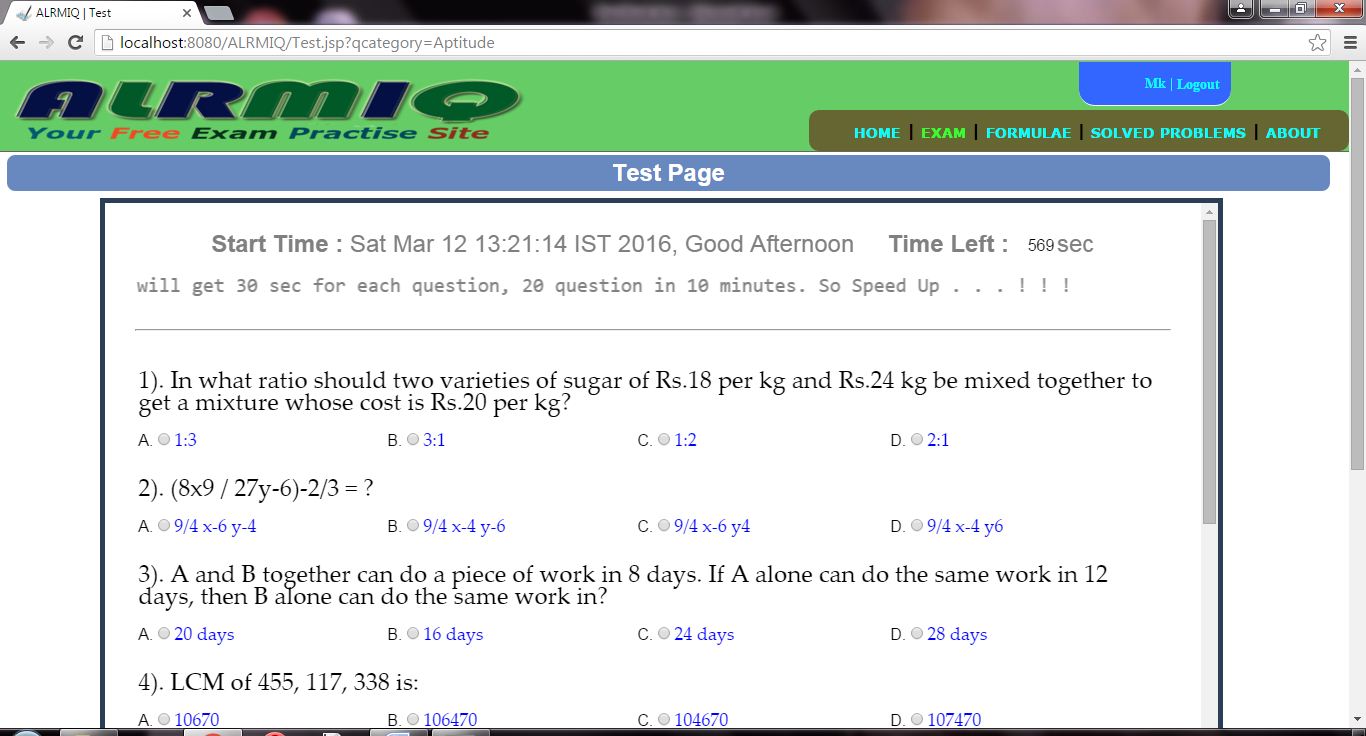 ALRMIQ | Test
localhost:8080/ALRMIQ/Test.jsp?qcategory=Aptitude
ALRMIQ
Your Free Exam Practise Site
Mk | Logout
HOME | EXAM | FORMULAE | SOLVED PROBLEMS | ABOUT
Test Page
Start Time : Sat Mar 12 13:21:14 IST 2016, Good Afternoon Time Left : 569 sec
will get 30 sec for each question, 20 question in 10 minutes. So Speed Up . . . ! ! !
1). In what ratio should two varieties of sugar of Rs.18 per kg and Rs.24 kg be mixed together to
get a mixture whose cost is Rs.20 per kg?
A. 1:3 B. 3:1 C. 1:2 D. 2:1
2). (8x9 / 27y-6)-2/3 = ?
A. 9/4 x-6 y-4 B. 9/4 x-4 y-6 C. 9/4 x-6 y4 D. 9/4 x-4 y6
3). A and B together can do a piece of work in 8 days. If A alone can do the same work in 12
days, then B alone can do the same work in?
A. 20 days B. 16 days C. 24 days D. 28 days
4). LCM of 455, 117, 338 is:
A. 10670 B. 106470 C. 104670 D. 107470